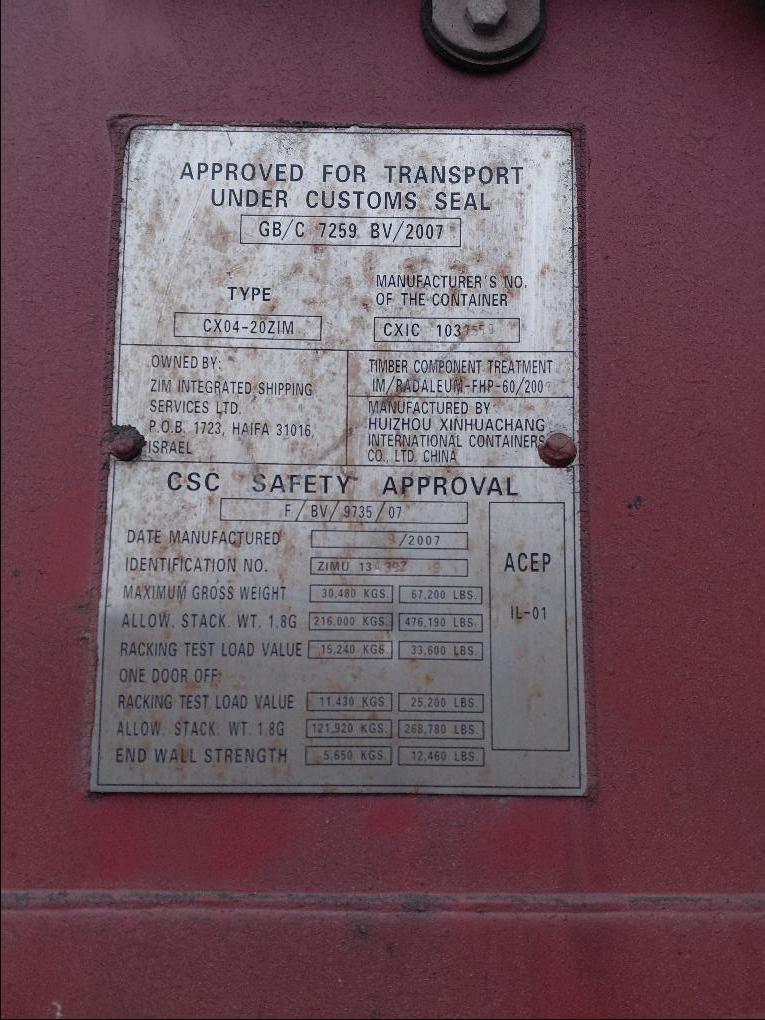 APPROVED FOR TRANSPORT
UNDER CUSTOMS SEAL
GB/C 7259 BV/2007
TYPE
CX04-20ZIM
MANUFACTURER'S NO.
OF THE CONTAINER
CXIC
OWNED BY:
ZIM INTEGRATED SHIPPING
SERVICES LTD.
P.O.B. 1723, HAIFA 31016,
ISRAEL
TIMBER COMPONENT TREATMENT
IM/RADALEUM-FHP-60/2007
MANUFACTURED BY
HUIZHOU XINHUACHANG
INTERNATIONAL CONTAINERS
CO., LTD. CHINA
CSC SAFETY APPROVAL
F/BV/9735/07
DATE MANUFACTURED /2007
IDENTIFICATION NO. ZIMU
MAXIMUM GROSS WEIGHT 30,480 KGS. 67,200 LBS.
ALLOW. STACK. WT. 1.8G 216,000 KGS. 476,190 LBS.
RACKING TEST LOAD VALUE 15,240 KGS. 33,600 LBS.
ONE DOOR OFF:
RACKING TEST LOAD VALUE 11,430 KGS. 25,200 LBS.
ALLOW. STACK. WT. 1.8G 121,920 KGS. 268,780 LBS.
END WALL STRENGTH 5,650 KGS. 12,460 LBS.
ACEP
IL-01